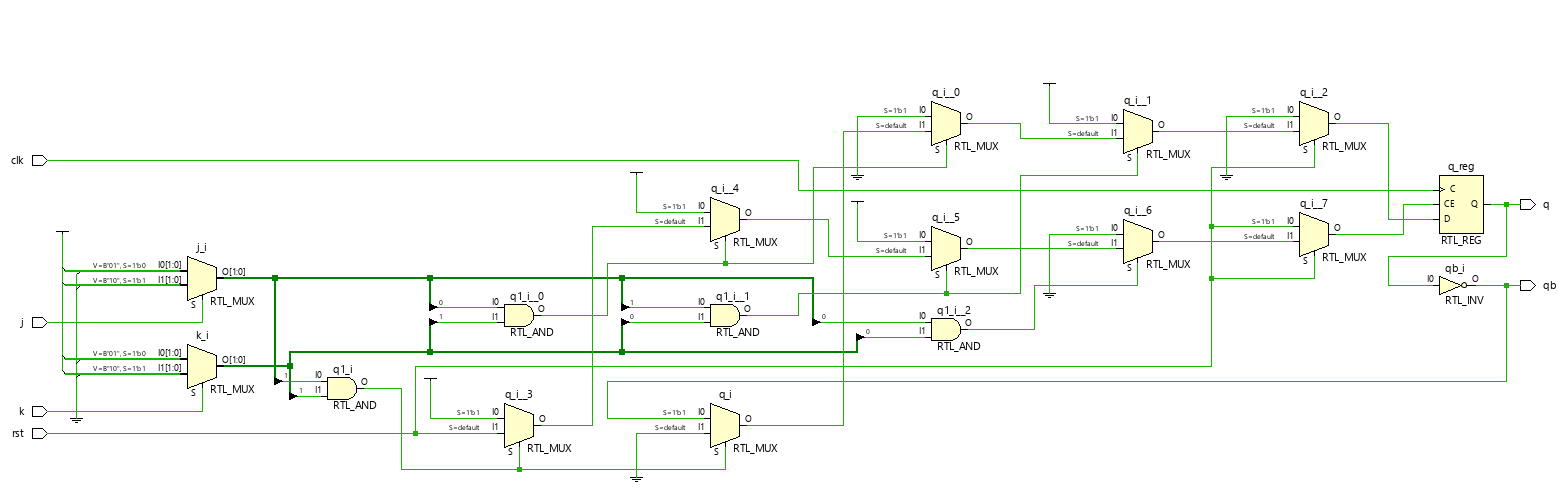 clk
j
k
rst
j_i
V=B"01", S=1'b0 I0[1:0]
V=B"10", S=1'b1 I1[1:0]
O[1:0]
S
RTL_MUX
k_i
V=B"01", S=1'b0 I0[1:0]
V=B"10", S=1'b1 I1[1:0]
O[1:0]
S
RTL_MUX
q1_i
1 I0
1 I1
O
RTL_AND
q1_i__0
0 I0
1 I1
O
RTL_AND
q_i__3
S=1'b1 I0
S=default I1
O
S
RTL_MUX
q_i__4
S=1'b1 I0
S=default I1
O
S
RTL_MUX
q1_i__1
1 I0
0 I1
O
RTL_AND
q_i
S=1'b1 I0
S=default I1
O
S
RTL_MUX
q_i__0
S=1'b1 I0
S=default I1
O
S
RTL_MUX
q_i__5
S=1'b1 I0
S=default I1
O
S
RTL_MUX
q1_i__2
0 I0
0 I1
O
RTL_AND
q_i__1
S=1'b1 I0
S=default I1
O
S
RTL_MUX
q_i__6
S=1'b1 I0
S=default I1
O
S
RTL_MUX
q_i__2
S=1'b1 I0
S=default I1
O
S
RTL_MUX
q_i__7
S=1'b1 I0
S=default I1
O
S
RTL_MUX
q_reg
C
CE Q
D
RTL_REG
qb_i
I0 O
RTL_INV
q
qb